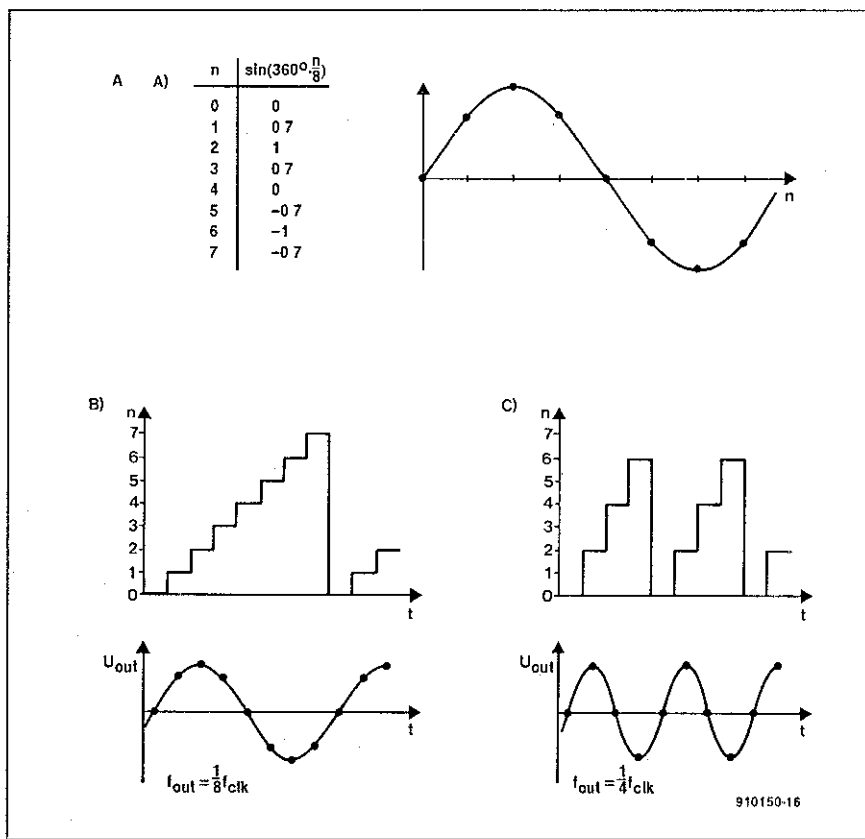 A A)
n sin(360°·n/8)
0 0
1 0 7
2 1
3 0 7
4 0
5 −0 7
6 −1
7 −0 7
n
B)
n
7
6
5
4
3
2
1
0
t
U_out
t
f_out = 1/8 f_clk
C)
n
7
6
5
4
3
2
1
0
t
U_out
t
f_out = 1/4 f_clk
910150-16